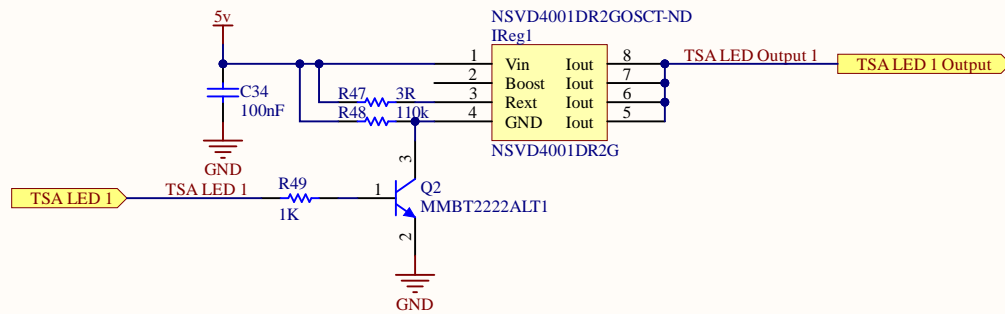 5v
NSVD4001DR2GOSCT-ND
IReg1
1 Vin Iout 8
2 Boost Iout 7
3 Rext Iout 6
4 GND Iout 5
NSVD4001DR2G
TSA LED Output 1
TSA LED 1 Output
C34
100nF
GND
R47 3R
R48 110k
3
TSA LED 1
TSA LED 1
R49
1K
1
Q2
MMBT2222ALT1
2
GND